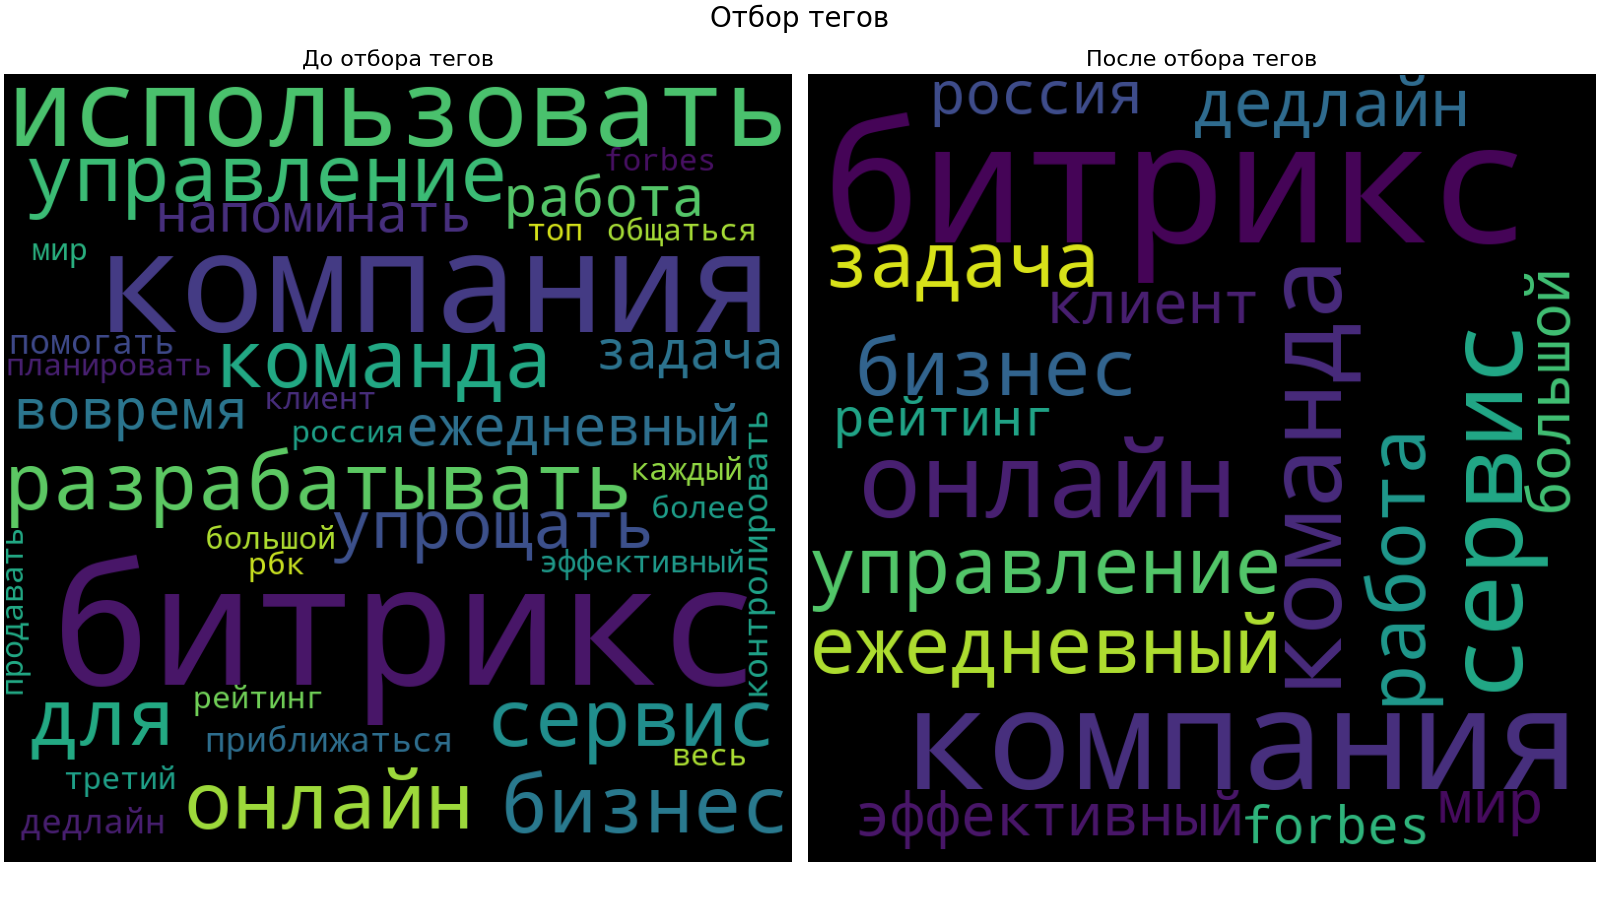 Отбор тегов
До отбора тегов
использовать
управление
forbes
работа
напоминать
топ
общаться
мир
компания
помогать
планировать
команда
задача
вовремя
клиент
россия
ежедневный
контролировать
разрабатывать
каждый
более
упрощать
большой
рбк
эффективный
продавать
битрикс
рейтинг
для
сервис
приближаться
весь
третий
онлайн
бизнес
дедлайн
После отбора тегов
россия
дедлайн
битрикс
задача
клиент
команда
большой
бизнес
сервис
рейтинг
онлайн
работа
управление
ежедневный
компания
эффективный
forbes
мир